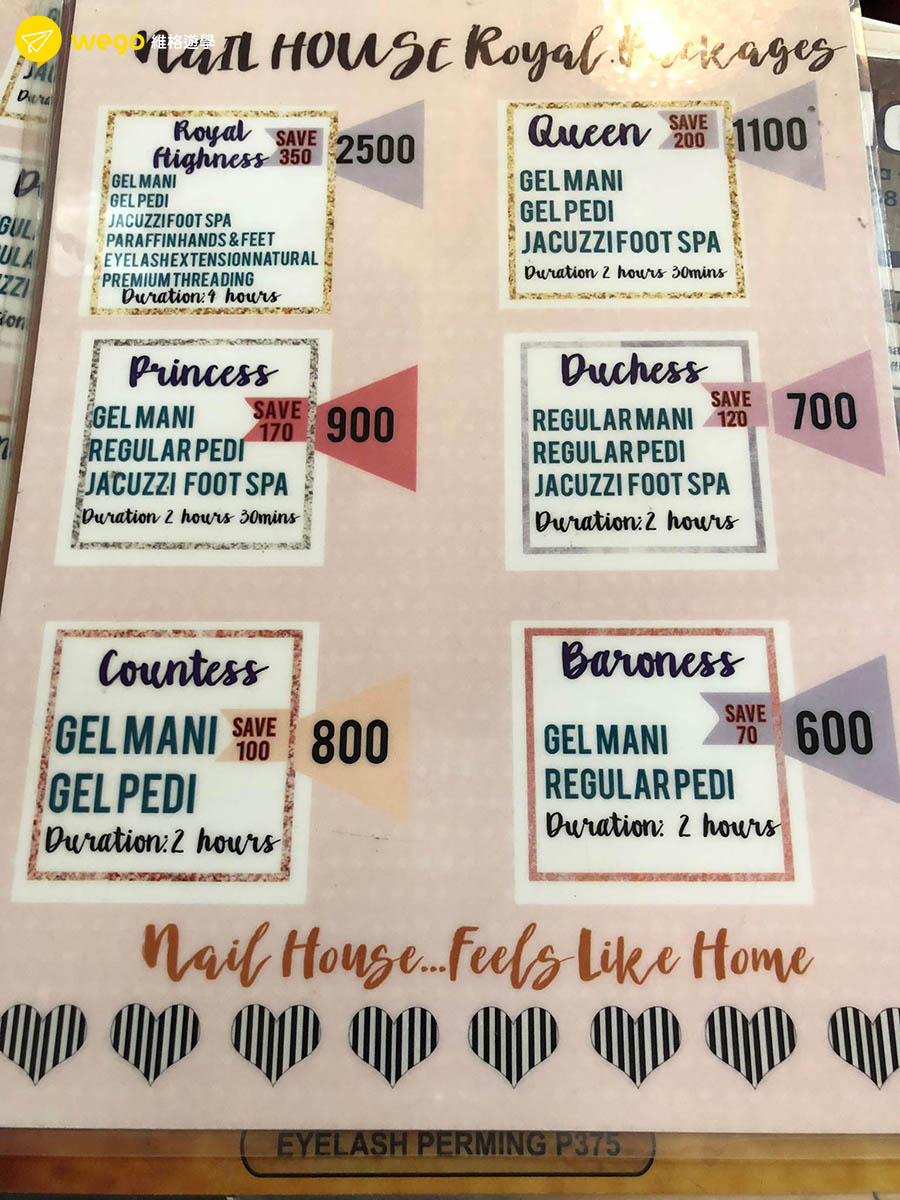 wego 維格遊學
NAIL HOUSE Royal Packages
Royal
Highness
SAVE
350
2500
GEL MANI
GEL PEDI
JACUZZI FOOT SPA
PARAFFIN HANDS & FEET
EYELASH EXTENSION NATURAL
PREMIUM THREADING
Duration: 4 hours
Queen
SAVE
200
1100
GEL MANI
GEL PEDI
JACUZZI FOOT SPA
Duration 2 hours 30mins
Princess
SAVE
170
900
GEL MANI
REGULAR PEDI
JACUZZI FOOT SPA
Duration 2 hours 30mins
Duchess
SAVE
120
700
REGULAR MANI
REGULAR PEDI
JACUZZI FOOT SPA
Duration: 2 hours
Countess
SAVE
100
800
GEL MANI
GEL PEDI
Duration: 2 hours
Baroness
SAVE
70
600
GEL MANI
REGULAR PEDI
Duration: 2 hours
Nail House...Feels Like Home
EYELASH PERMING P375